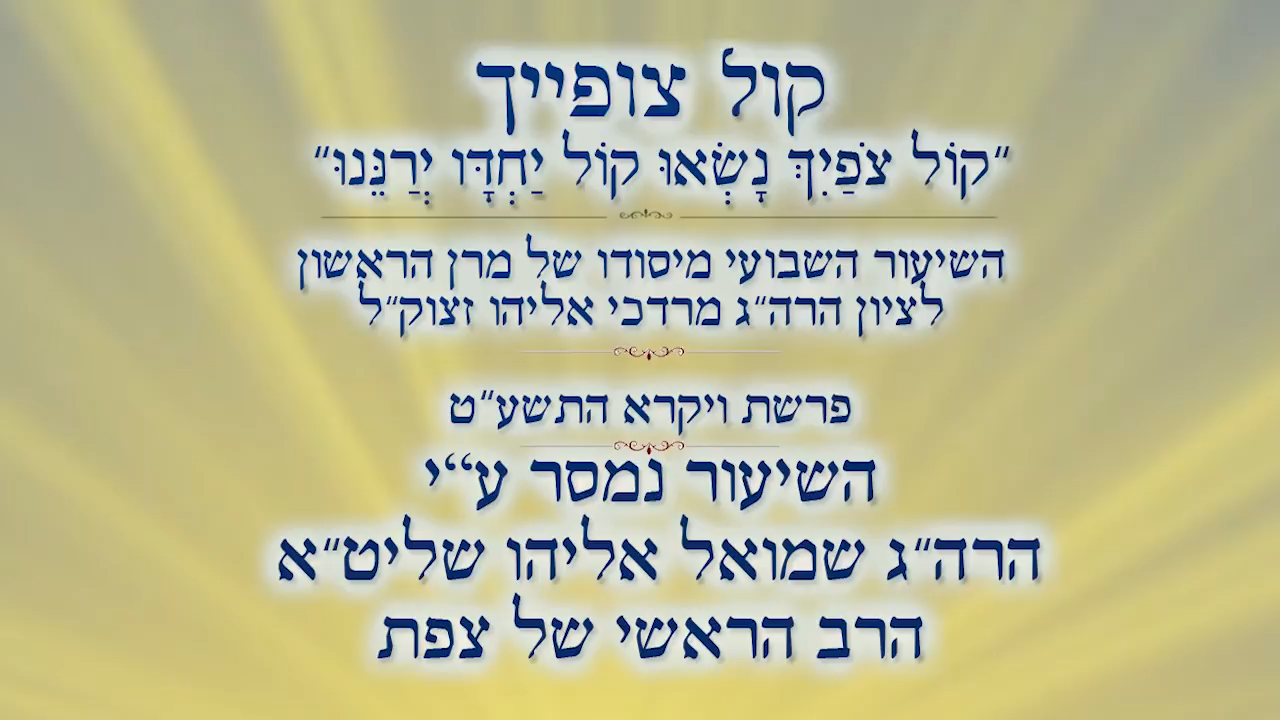 קול צופייך
"קוֹל צֹפַיִךְ נָשְׂאוּ קוֹל יַחְדָּו יְרַנֵּנוּ"
השיעור השבועי מיסודו של מרן הראשון
לציון הרה"ג מרדכי אליהו זצוק"ל
פרשת ויקרא התשע"ט
השיעור נמסר ע"י
הרה"ג שמואל אליהו שליט"א
הרב הראשי של צפת